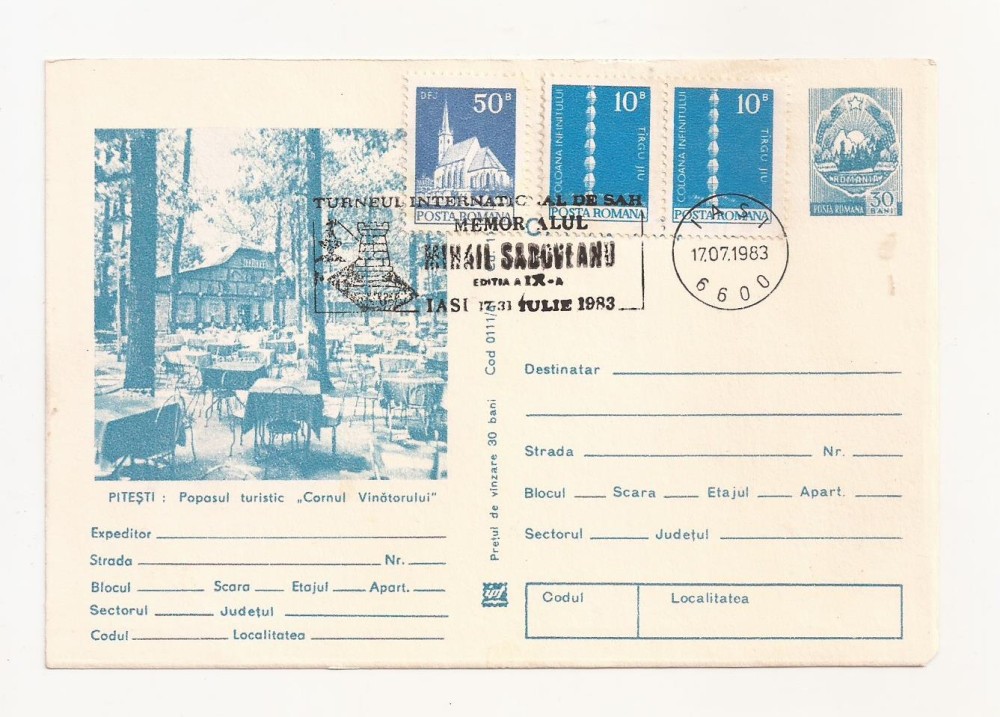 50 B
POSTA ROMANA
10 B
COLOANA INFINITULUI
TÎRGU JIU
POSTA ROMANA
10 B
COLOANA INFINITULUI
TÎRGU JIU
POSTA ROMANA
ROMANIA
POSTA ROMANA 30 BANI
TURNEUL INTERNATIONAL DE SAH
MEMORIALUL
MIHAIL SADOVEANU
EDITIA A IX-A
IASI 17-31 IULIE 1983
IASI
17.07.1983
6600
PITEŞTI : Popasul turistic „Cornul Vînătorului"
Expeditor
Strada Nr.
Blocul Scara Etajul Apart.
Sectorul Judeţul
Codul Localitatea
Preţul de vînzare 30 bani Cod 0111/
Destinatar
Strada Nr.
Blocul Scara Etajul Apart.
Sectorul Judeţul
Codul Localitatea